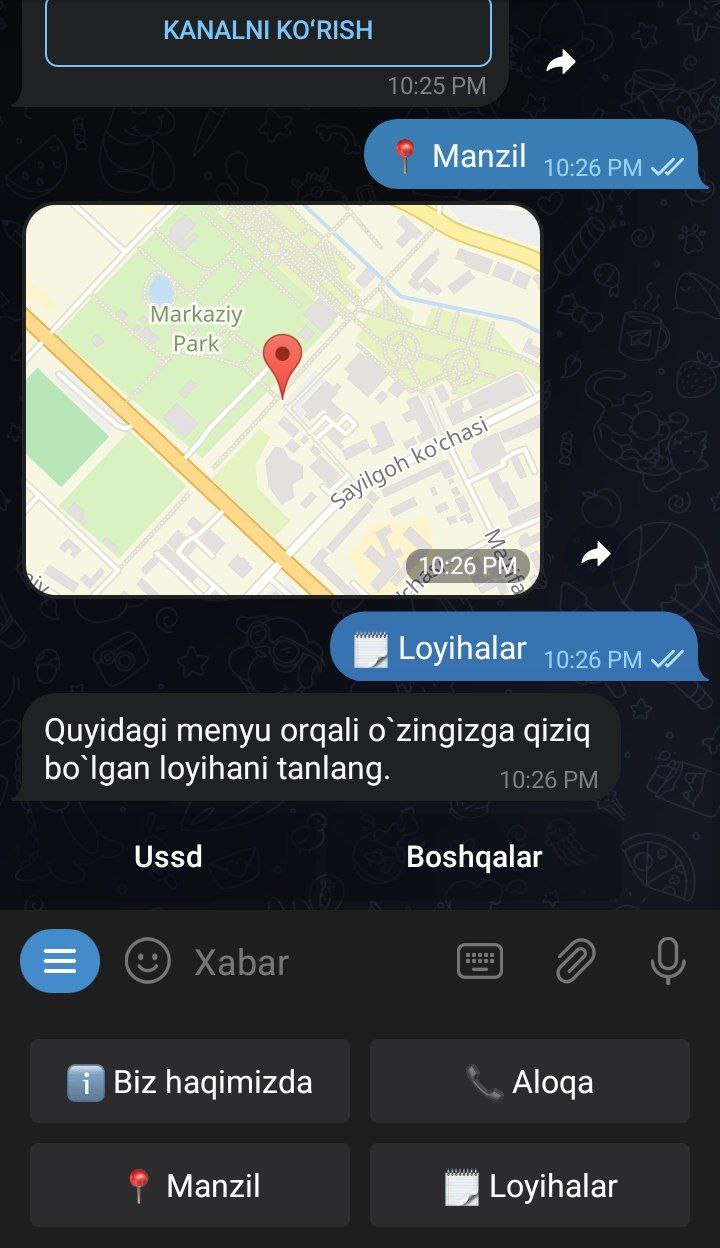 KANALNI KO‘RISH
10:25 PM
📍 Manzil 10:26 PM
Markaziy
Park
Sayilgoh ko'chasi
10:26 PM
🗒 Loyihalar 10:26 PM
Quyidagi menyu orqali o`zingizga qiziq
bo`lgan loyihani tanlang.
10:26 PM
Ussd Boshqalar
Xabar
ℹ️ Biz haqimizda 📞 Aloqa
📍 Manzil 🗒 Loyihalar